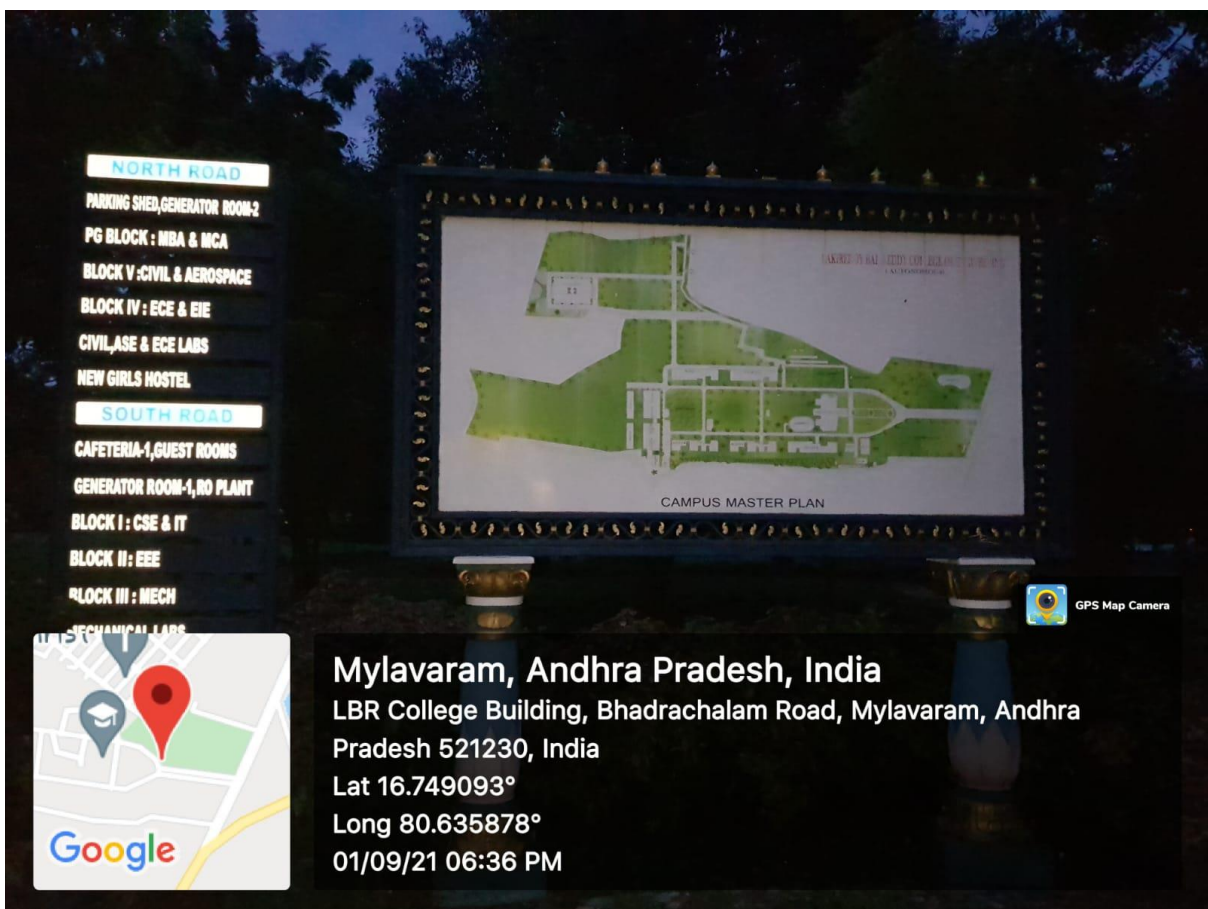 NORTH ROAD
PARKING SHED,GENERATOR ROOM-2
PG BLOCK : MBA & MCA
BLOCK V :CIVIL & AEROSPACE
BLOCK IV : ECE & EIE
CIVIL,ASE & ECE LABS
NEW GIRLS HOSTEL
SOUTH ROAD
CAFETERIA-1,GUEST ROOMS
GENERATOR ROOM-1,RO PLANT
BLOCK I : CSE & IT
BLOCK II : EEE
BLOCK III : MECH
MECHANICAL LABS
CAMPUS MASTER PLAN
GPS Map Camera
Google
Mylavaram, Andhra Pradesh, India
LBR College Building, Bhadrachalam Road, Mylavaram, Andhra
Pradesh 521230, India
Lat 16.749093°
Long 80.635878°
01/09/21 06:36 PM